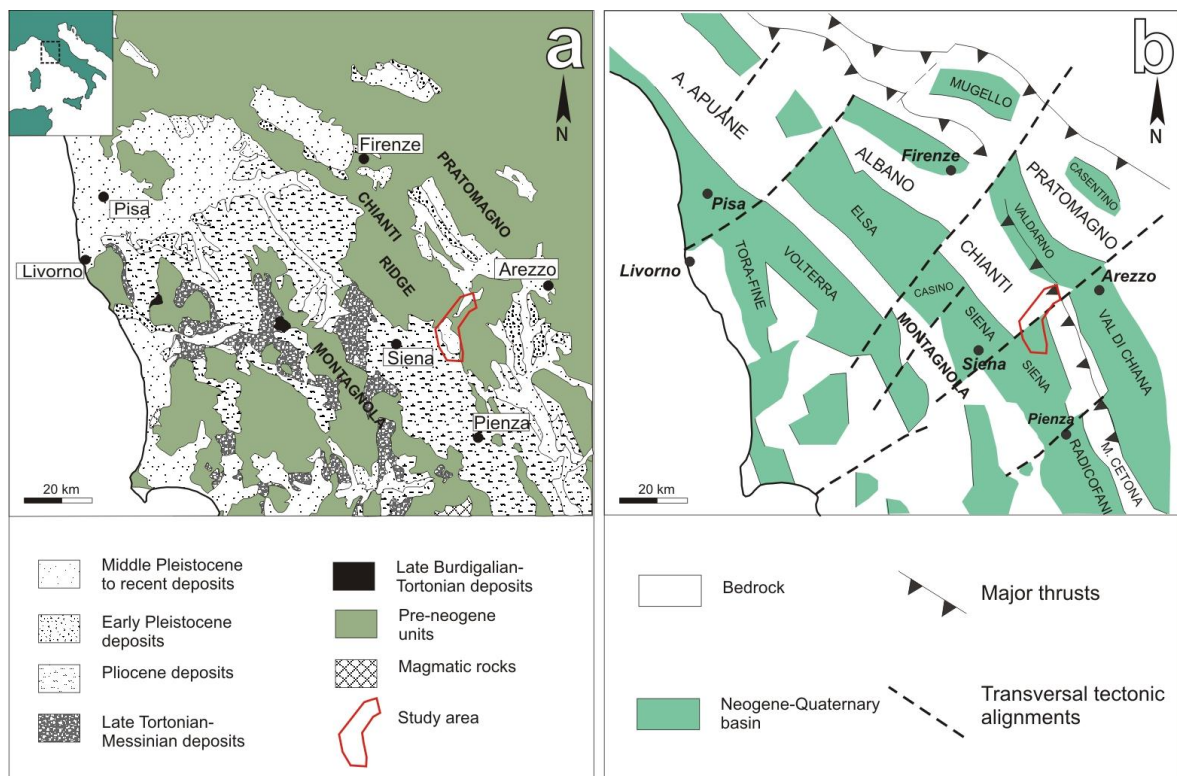 a
N
Firenze
PRATOMAGNO
CHIANTI
RIDGE
Pisa
Livorno
Arezzo
Siena
MONTAGNOLA
Pienza
20 km
Middle Pleistocene
to recent deposits
Early Pleistocene
deposits
Pliocene deposits
Late Tortonian-
Messinian deposits
Late Burdigalian-
Tortonian deposits
Pre-neogene
units
Magmatic rocks
Study area
b
N
A. APUANE
MUGELLO
ALBANO
Firenze
PRATOMAGNO
CASENTINO
Pisa
ELSA
VALDARNO
CHIANTI
Livorno
TORA-FINE
VOLTERRA
CASINO
Arezzo
MONTAGNOLA
SIENA
Siena
SIENA
VAL DI CHIANA
Pienza
RADICOFANI
M. CETONA
20 km
Bedrock
Major thrusts
Neogene-Quaternary
basin
Transversal tectonic
alignments